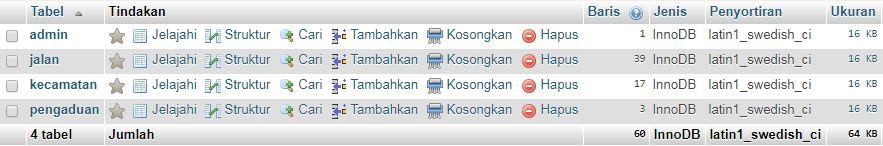 Tabel Tindakan Baris Jenis Penyortiran Ukuran
admin Jelajahi Struktur Cari Tambahkan Kosongkan Hapus 1 InnoDB latin1_swedish_ci 16 KB
jalan Jelajahi Struktur Cari Tambahkan Kosongkan Hapus 39 InnoDB latin1_swedish_ci 16 KB
kecamatan Jelajahi Struktur Cari Tambahkan Kosongkan Hapus 17 InnoDB latin1_swedish_ci 16 KB
pengaduan Jelajahi Struktur Cari Tambahkan Kosongkan Hapus 3 InnoDB latin1_swedish_ci 16 KB
4 tabel Jumlah 60 InnoDB latin1_swedish_ci 64 KB